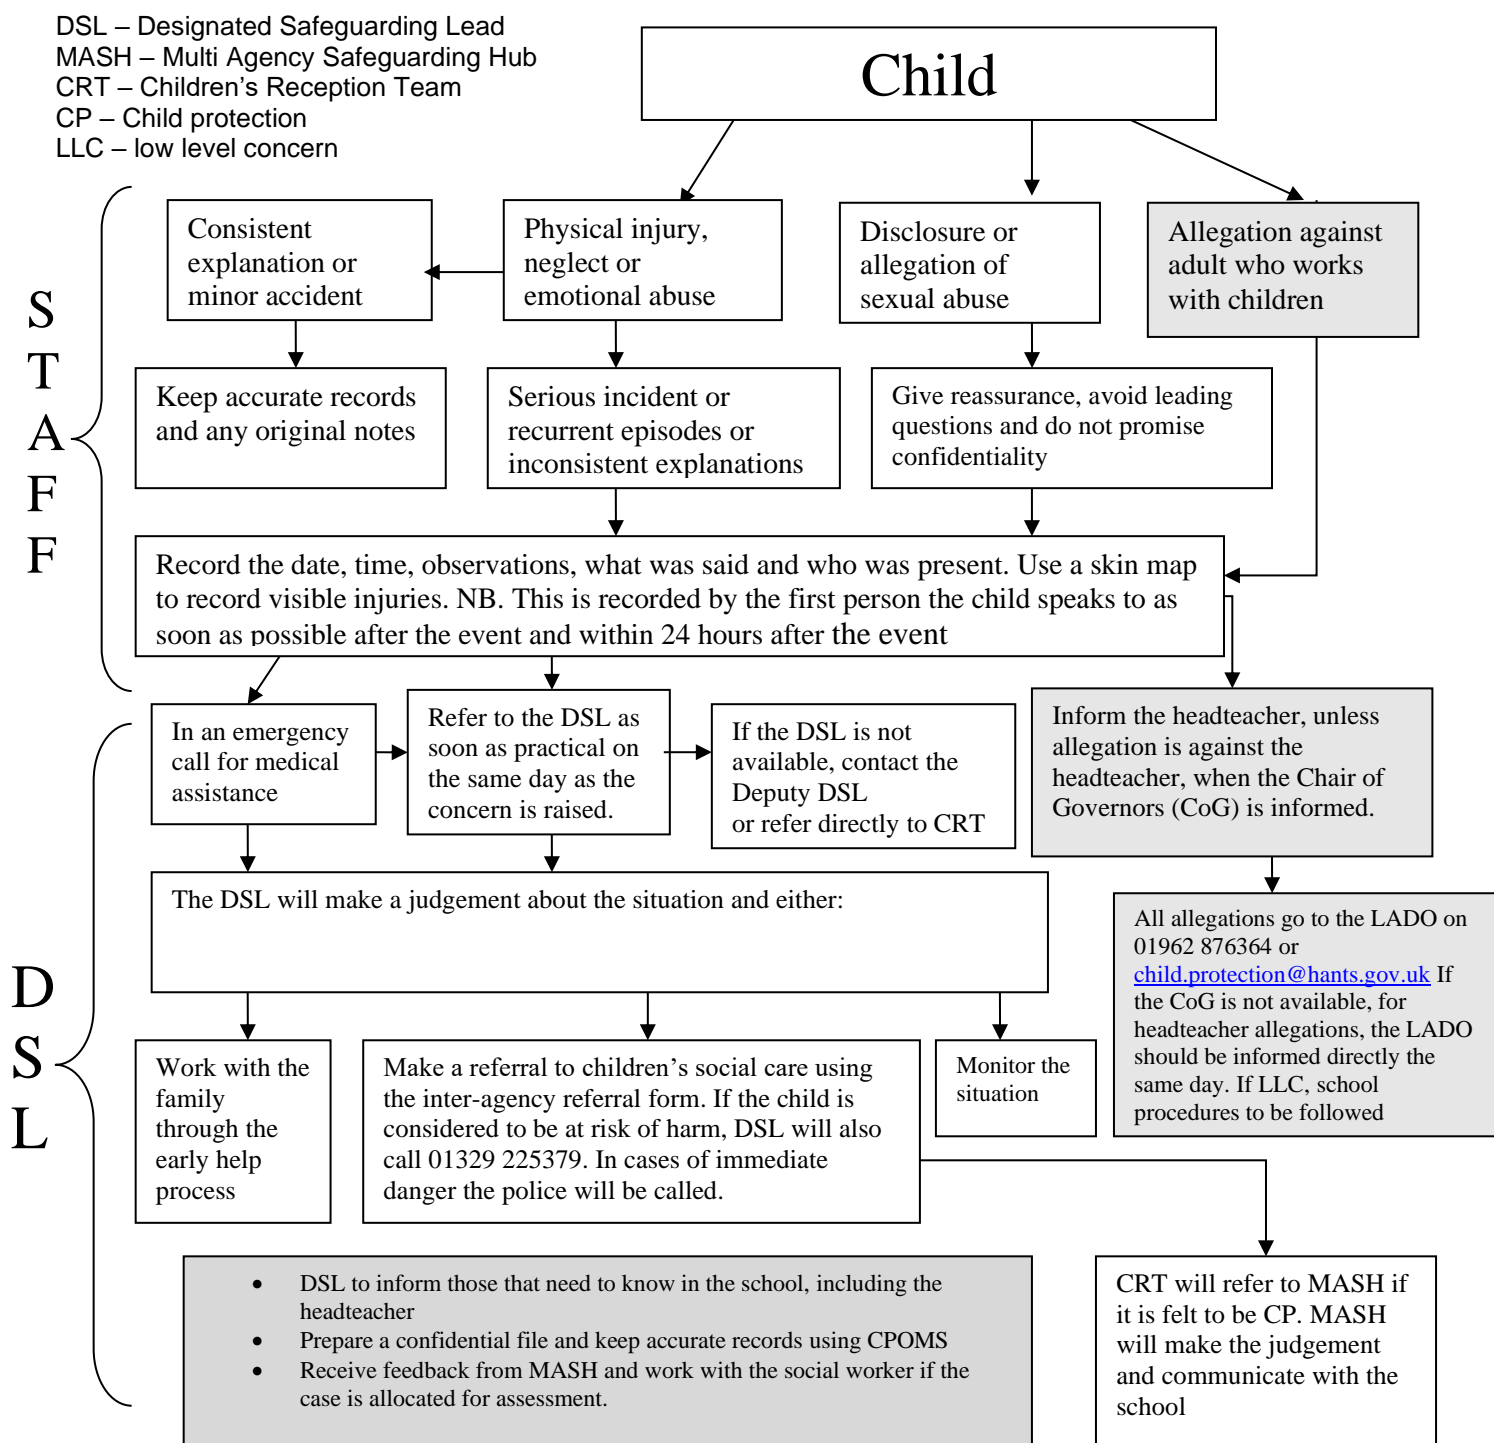 DSL – Designated Safeguarding Lead
MASH – Multi Agency Safeguarding Hub
CRT – Children's Reception Team
CP – Child protection
LLC – low level concern
Child
S
T
A
F
F
Consistent
explanation or
minor accident
Physical injury,
neglect or
emotional abuse
Disclosure or
allegation of
sexual abuse
Allegation against
adult who works
with children
Keep accurate records
and any original notes
Serious incident or
recurrent episodes or
inconsistent explanations
Give reassurance, avoid leading
questions and do not promise
confidentiality
Record the date, time, observations, what was said and who was present. Use a skin map
to record visible injuries. NB. This is recorded by the first person the child speaks to as
soon as possible after the event and within 24 hours after the event
D
S
L
In an emergency
call for medical
assistance
Refer to the DSL as
soon as practical on
the same day as the
concern is raised.
If the DSL is not
available, contact the
Deputy DSL
or refer directly to CRT
Inform the headteacher, unless
allegation is against the
headteacher, when the Chair of
Governors (CoG) is informed.
The DSL will make a judgement about the situation and either:
All allegations go to the LADO on
01962 876364 or
child.protection@hants.gov.uk If
the CoG is not available, for
headteacher allegations, the LADO
should be informed directly the
same day. If LLC, school
procedures to be followed
Work with the
family
through the
early help
process
Make a referral to children's social care using
the inter-agency referral form. If the child is
considered to be at risk of harm, DSL will also
call 01329 225379. In cases of immediate
danger the police will be called.
Monitor the
situation
• DSL to inform those that need to know in the school, including the
headteacher
• Prepare a confidential file and keep accurate records using CPOMS
• Receive feedback from MASH and work with the social worker if the
case is allocated for assessment.
CRT will refer to MASH if
it is felt to be CP. MASH
will make the judgement
and communicate with the
school